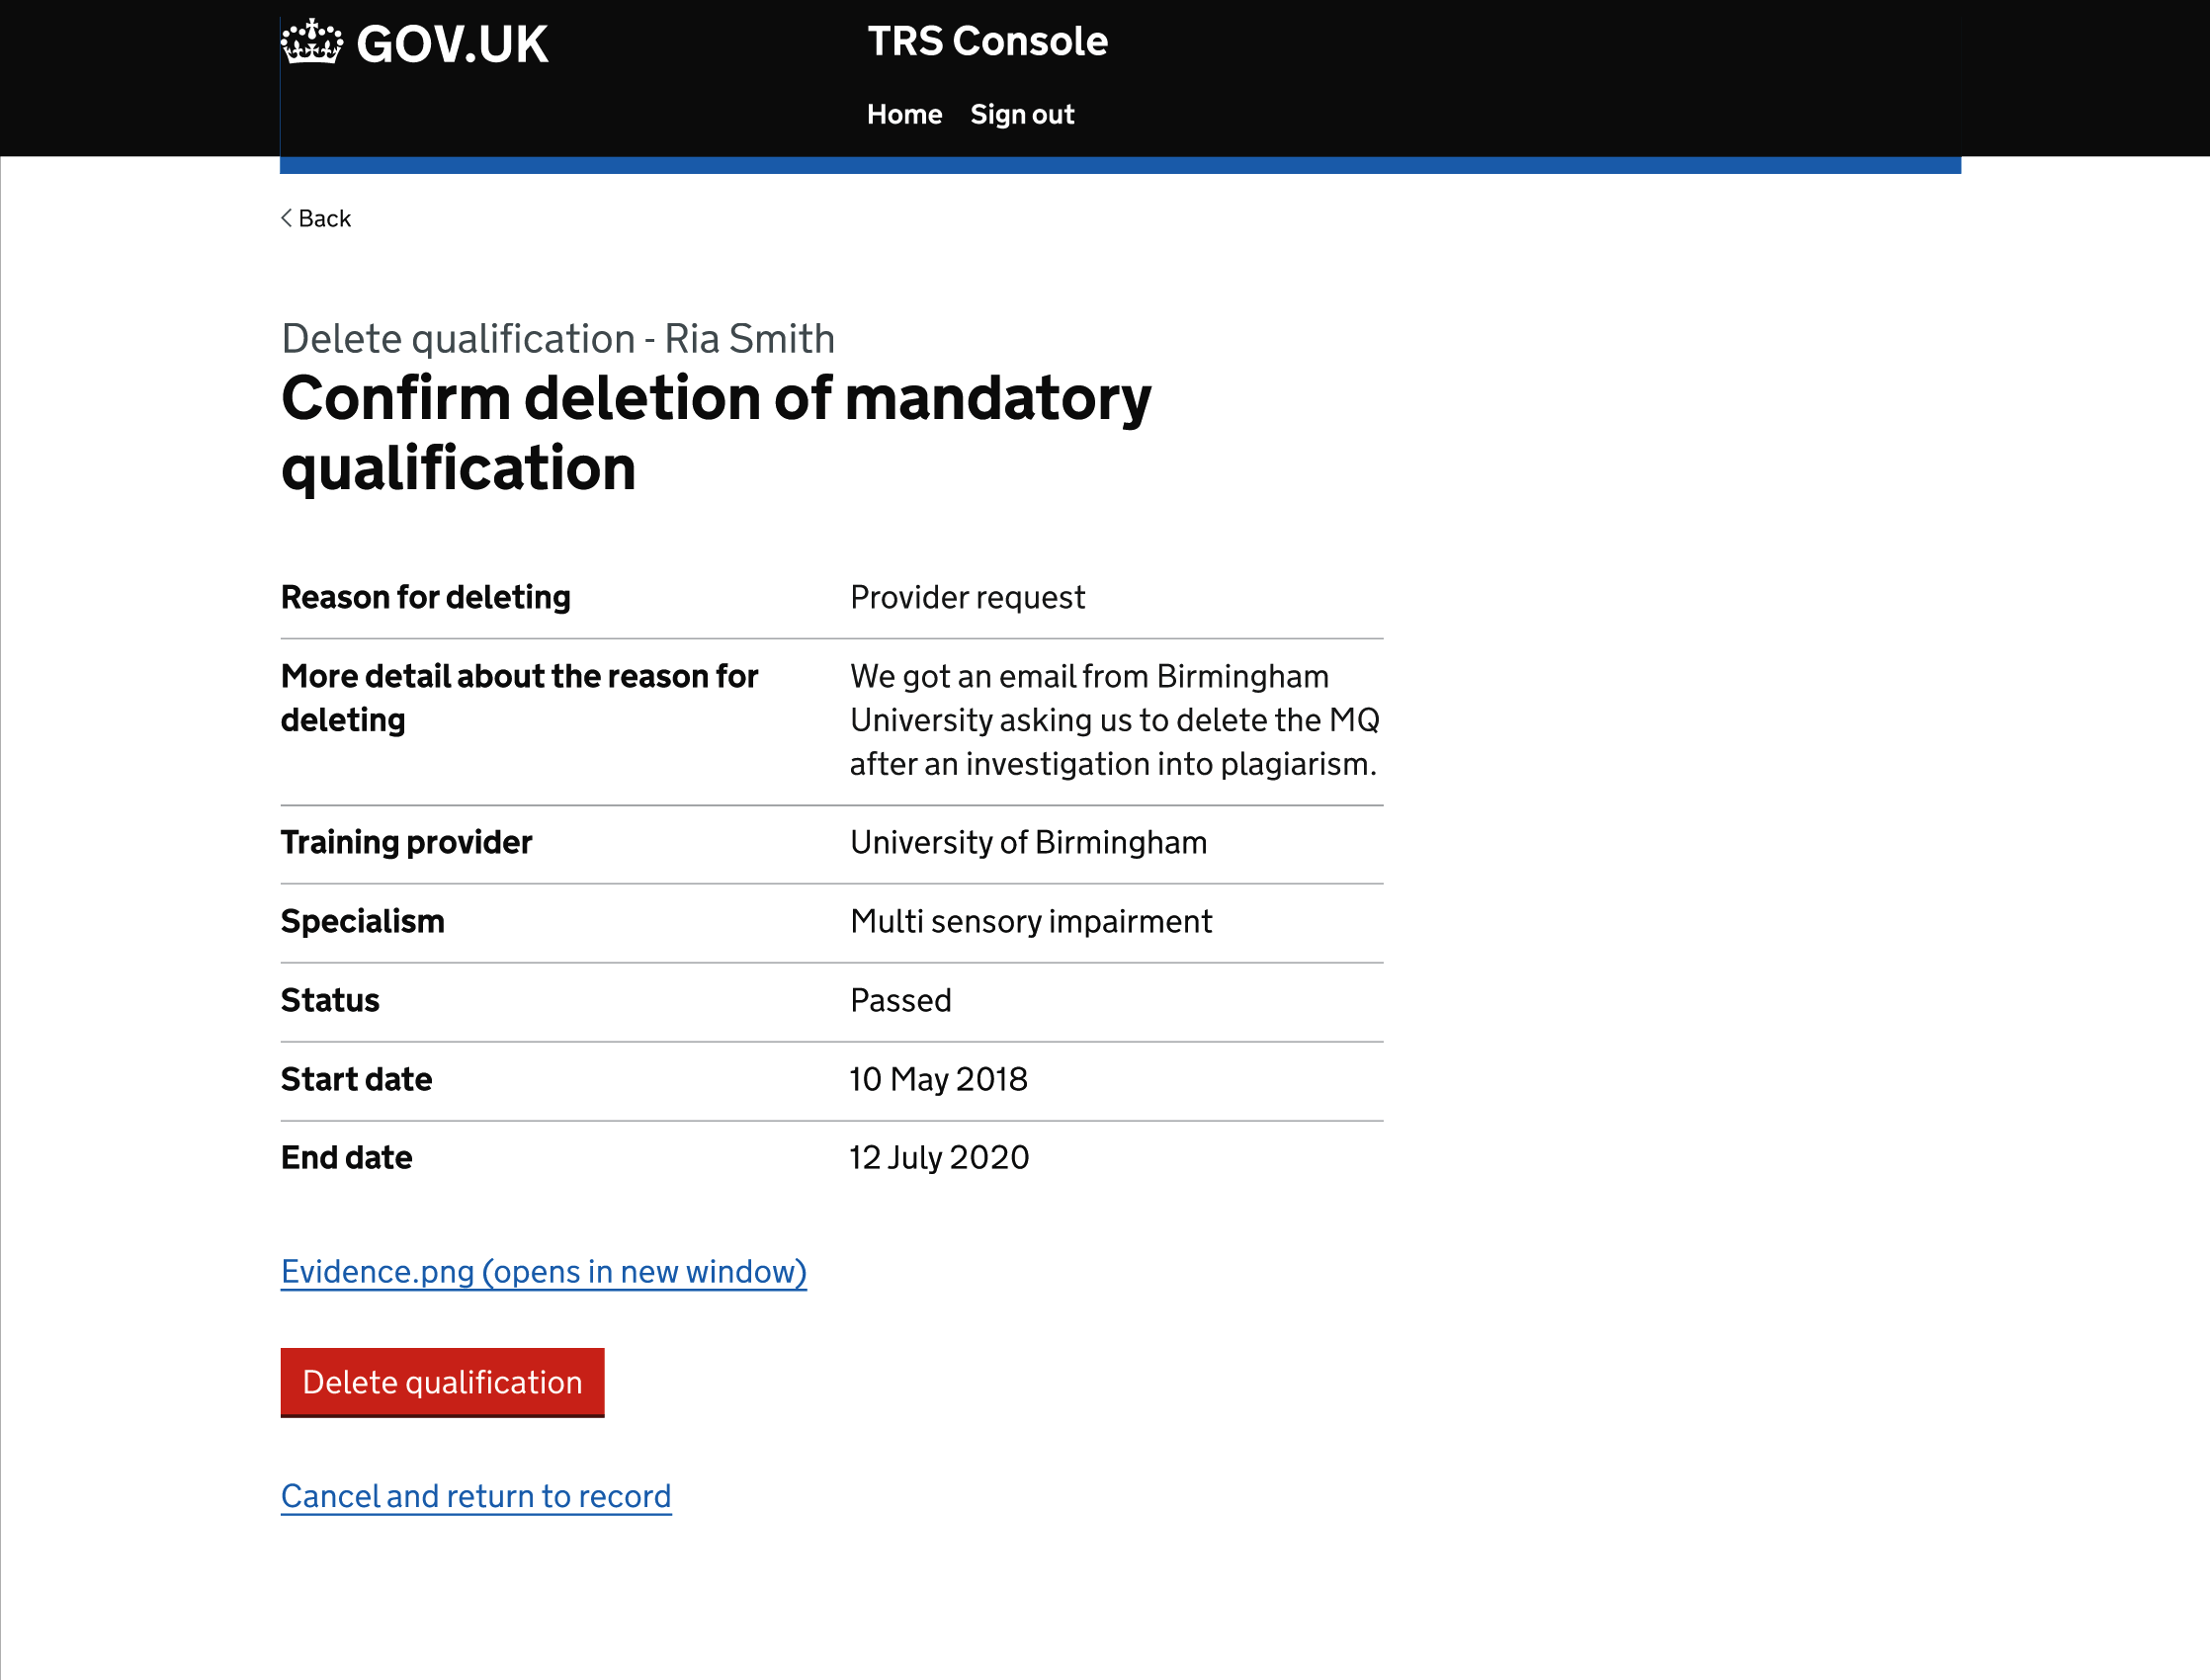 GOV.UK
TRS Console
Home Sign out
Back
Delete qualification - Ria Smith
Confirm deletion of mandatory
qualification
Reason for deleting Provider request
More detail about the reason for
deleting
We got an email from Birmingham
University asking us to delete the MQ
after an investigation into plagiarism.
Training provider University of Birmingham
Specialism Multi sensory impairment
Status Passed
Start date 10 May 2018
End date 12 July 2020
Evidence.png (opens in new window)
Delete qualification
Cancel and return to record